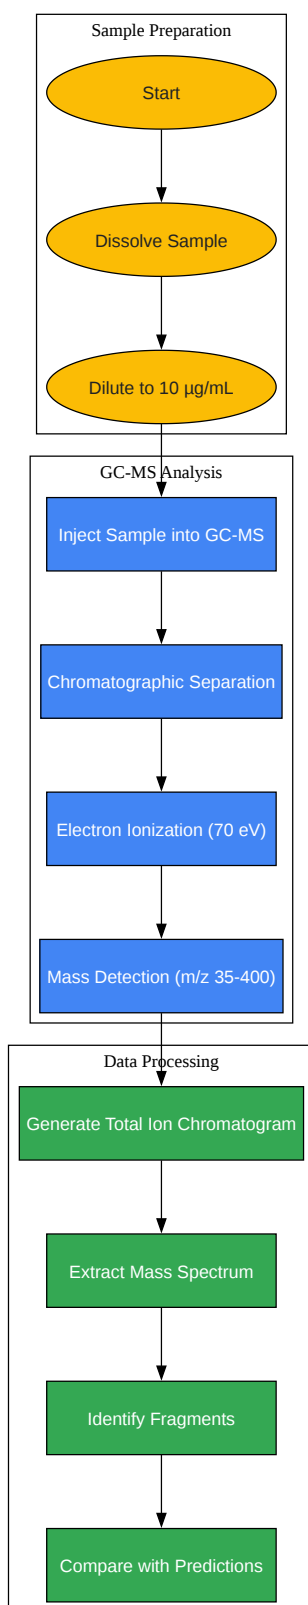 Sample Preparation
Start
Dissolve Sample
Dilute to 10 µg/mL
GC-MS Analysis
Inject Sample into GC-MS
Chromatographic Separation
Electron Ionization (70 eV)
Mass Detection (m/z 35-400)
Data Processing
Generate Total Ion Chromatogram
Extract Mass Spectrum
Identify Fragments
Compare with Predictions